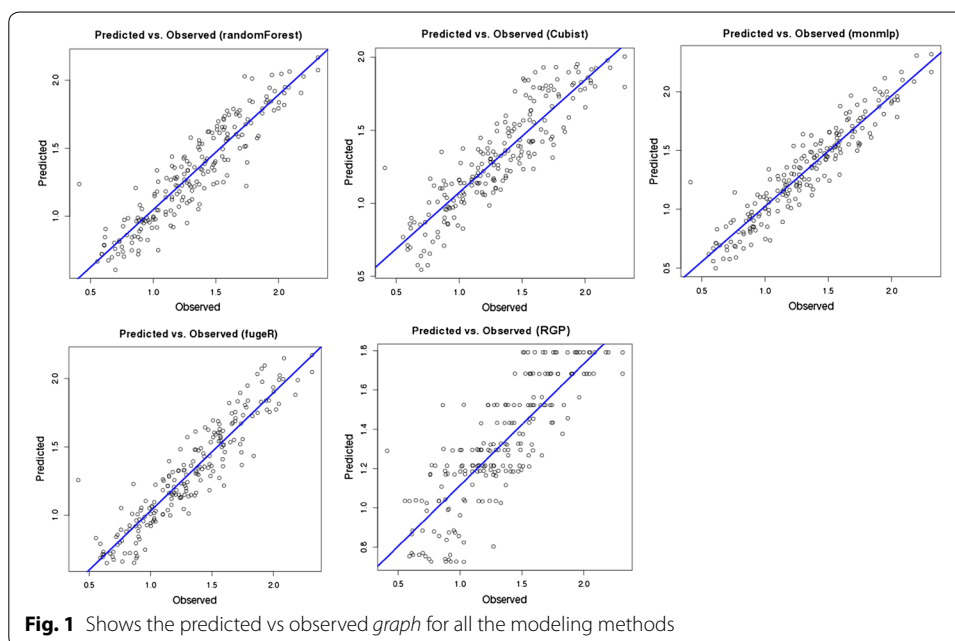 Predicted vs. Observed (randomForest)
Predicted
2.0
1.5
1.0
0.5 1.0 1.5 2.0
Observed
Predicted vs. Observed (Cubist)
Predicted
2.0
1.5
1.0
0.5
0.5 1.0 1.5 2.0
Observed
Predicted vs. Observed (monmlp)
Predicted
2.0
1.5
1.0
0.5
0.5 1.0 1.5 2.0
Observed
Predicted vs. Observed (fugeR)
Predicted
2.0
1.5
1.0
0.5 1.0 1.5 2.0
Observed
Predicted vs. Observed (RGP)
Predicted
1.8
1.6
1.4
1.2
1.0
0.8
0.5 1.0 1.5 2.0
Observed
Fig. 1 Shows the predicted vs observed graph for all the modeling methods